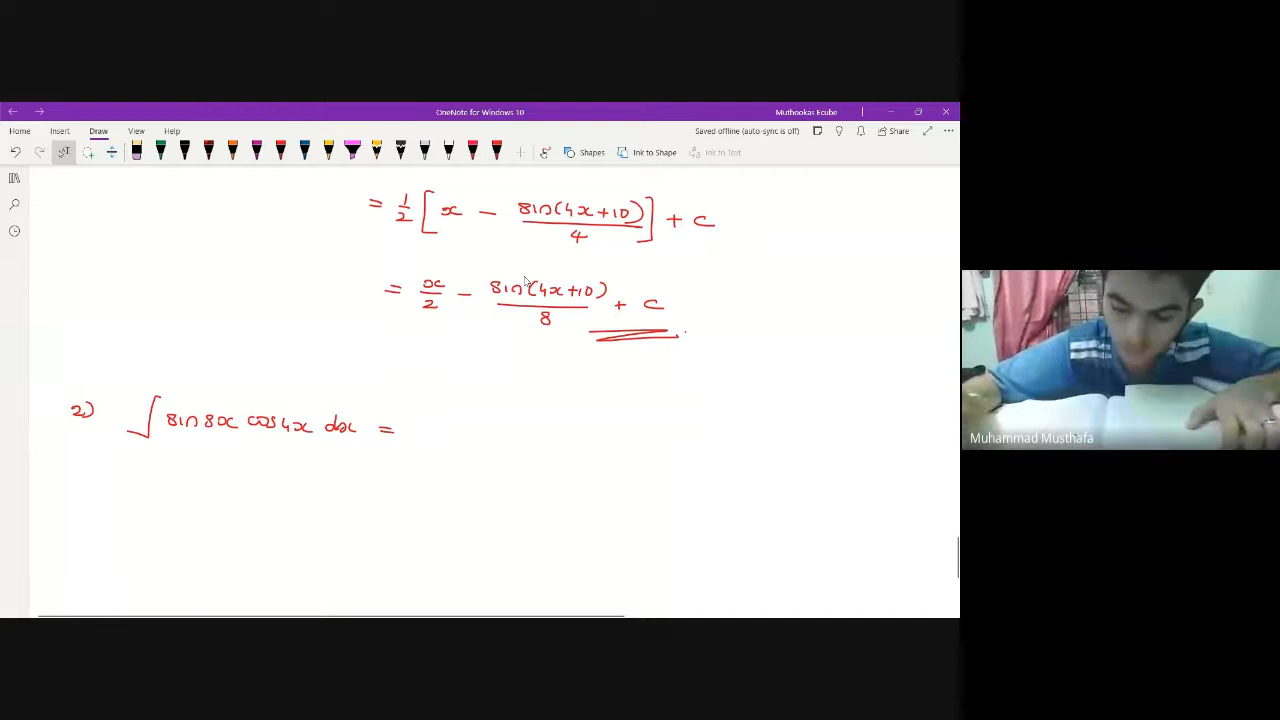 OneNote for Windows 10
Muthookas Ecube
Home Insert Draw View Help
Saved offline (auto-sync is off)
Share
Shapes
Ink to Shape
Ink to Text
= 1/2 [ x - sin(4x+10)/4 ] + c
= x/2 - sin(4x+10)/8 + c
2) ∫ sin 8x cos 4x dx =
Muhammad Musthafa